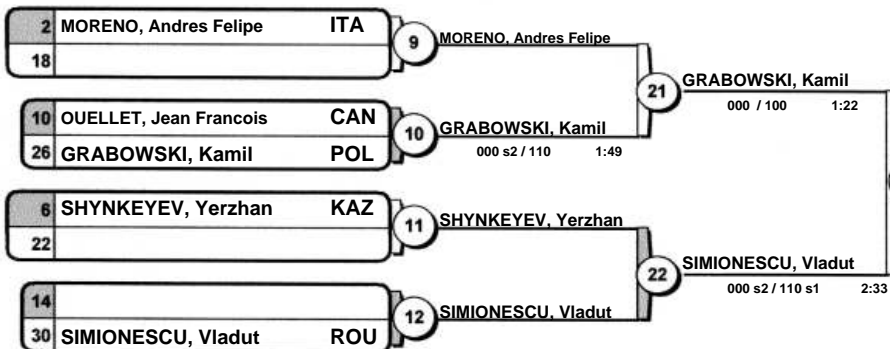 2 MORENO, Andres Felipe ITA
18
9
MORENO, Andres Felipe
10 OUELLET, Jean Francois CAN
26 GRABOWSKI, Kamil POL
10
GRABOWSKI, Kamil
000 s2 / 110 1:49
21
GRABOWSKI, Kamil
000 / 100 1:22
6 SHYNKEYEV, Yerzhan KAZ
22
11
SHYNKEYEV, Yerzhan
14
30 SIMIONESCU, Vladut ROU
12
SIMIONESCU, Vladut
22
SIMIONESCU, Vladut
000 s2 / 110 s1 2:33